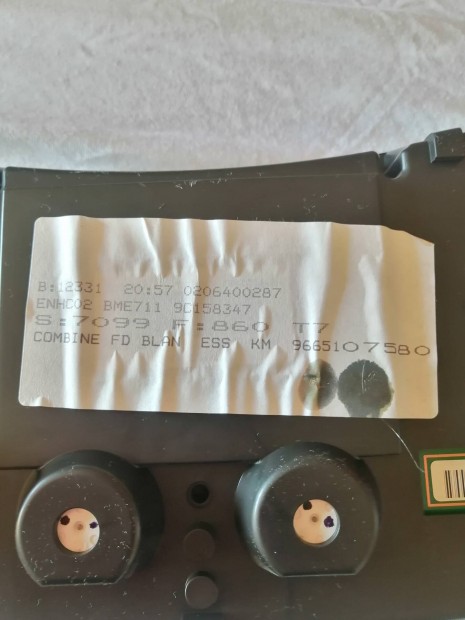 B:12331 20:57 0206400287
ENHC02 BME711 9C158347
S:7099 F:860 T7
COMBINE FD BLAN ESS KM 9665107580